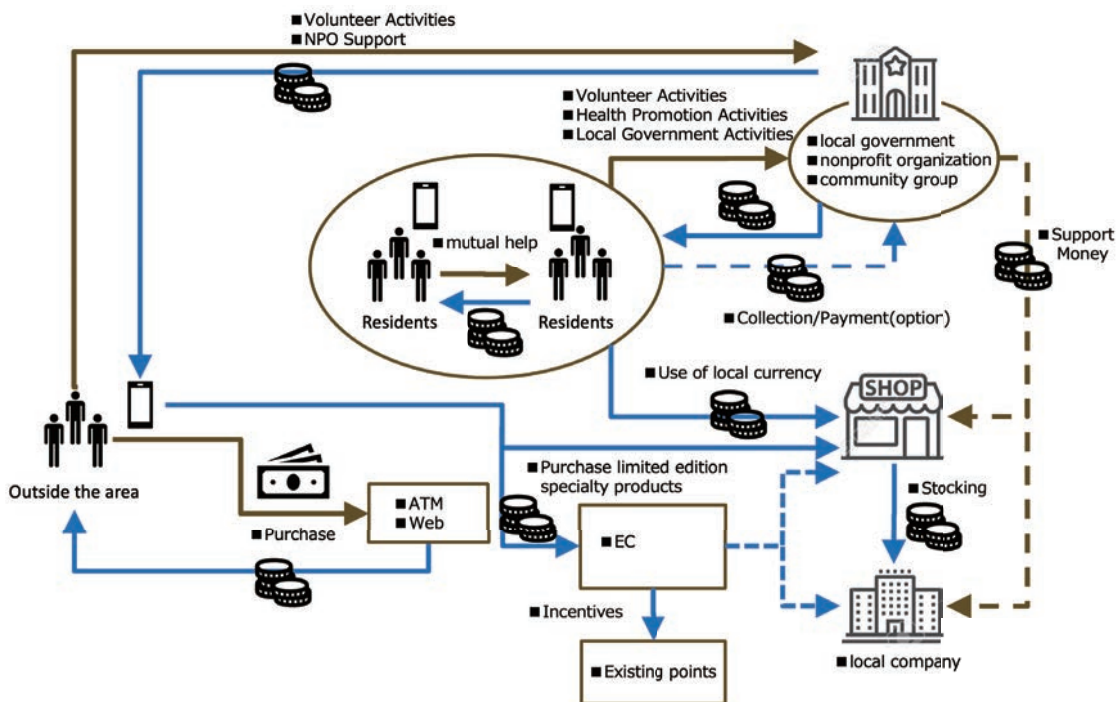 ■ Volunteer Activities
■ NPO Support
■ Volunteer Activities
■ Health Promotion Activities
■ Local Government Activities
■ local government
■ nonprofit organization
■ community group
■ mutual help
Residents
Residents
■ Support
Money
■ Collection/Payment(optior)
■ Use of local currency
SHOP
Outside the area
■ Purchase
■ ATM
■ Web
■ Purchase limited edition
specialty products
■ Stocking
■ EC
■ Incentives
■ Existing points
■ local company